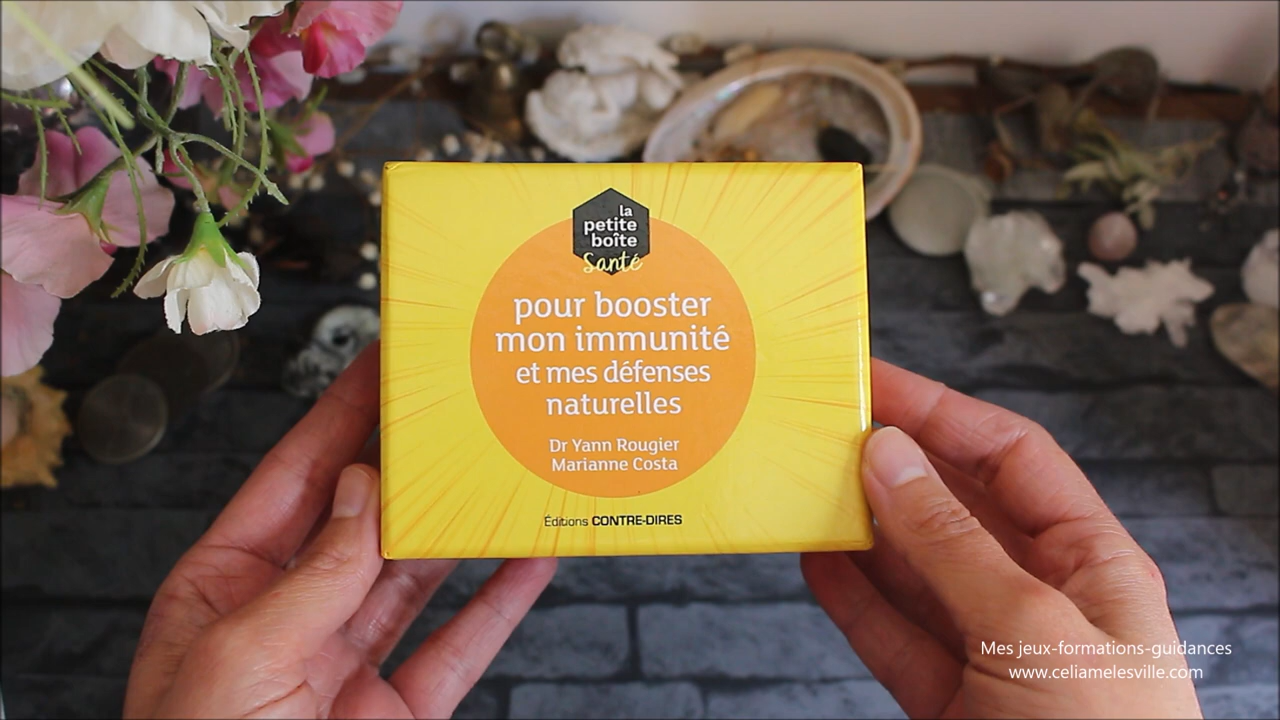 la
petite
boîte
Santé
pour booster
mon immunité
et mes défenses
naturelles
Dr Yann Rougier
Marianne Costa
Éditions CONTRE-DIRES
Mes jeux-formations-guidances
www.celiamelesville.com